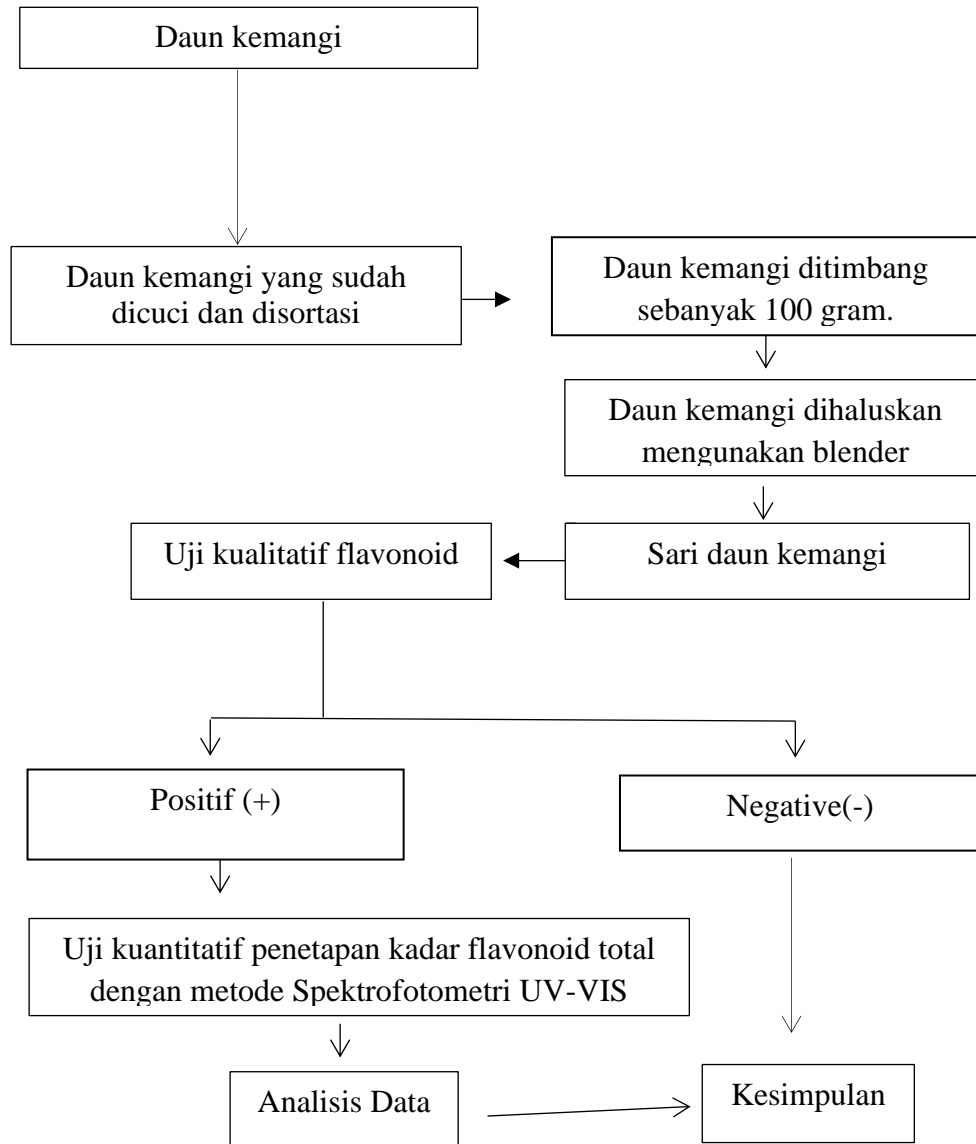 Daun kemangi
Daun kemangi yang sudah
dicuci dan disortasi
Daun kemangi ditimbang
sebanyak 100 gram.
Daun kemangi dihaluskan
mengunakan blender
Sari daun kemangi
Uji kualitatif flavonoid
Positif (+)
Negative(-)
Uji kuantitatif penetapan kadar flavonoid total
dengan metode Spektrofotometri UV-VIS
Analisis Data
Kesimpulan